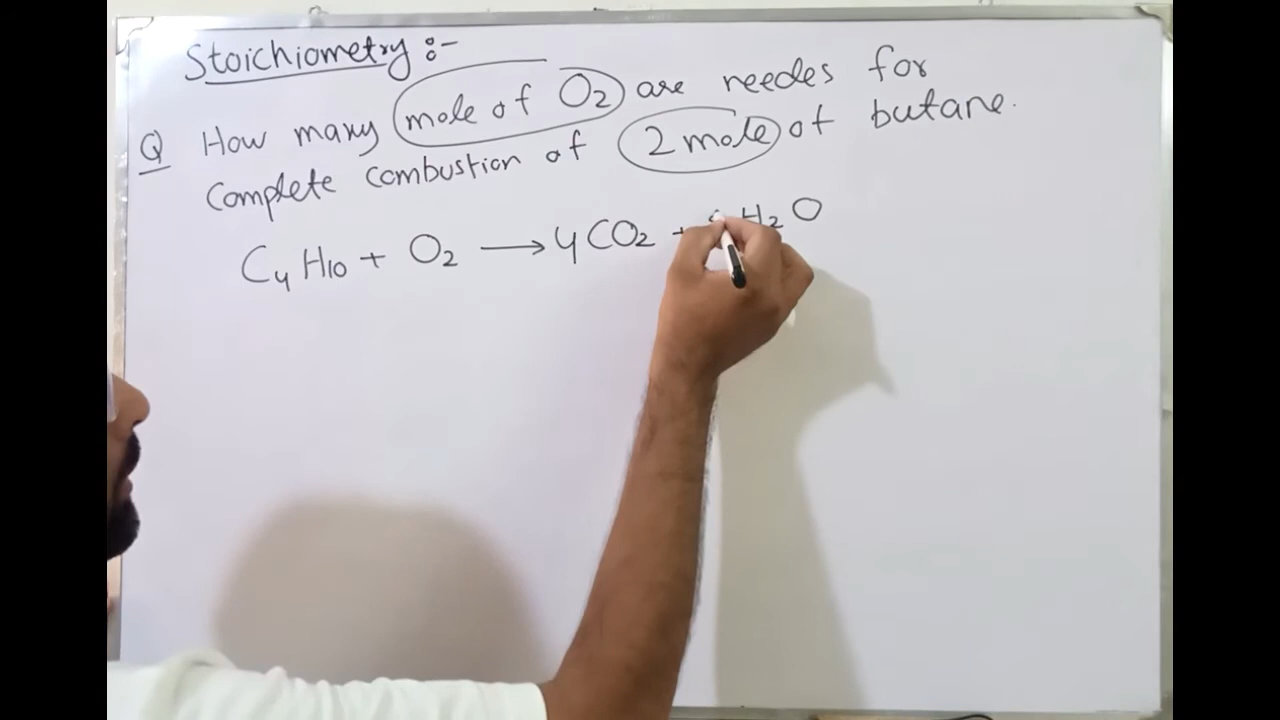 Stoichiometry :-
Q How many mole of O2 are needes for
Complete combustion of 2 mole of butane.
C4H10 + O2 → 4CO2 + H2O